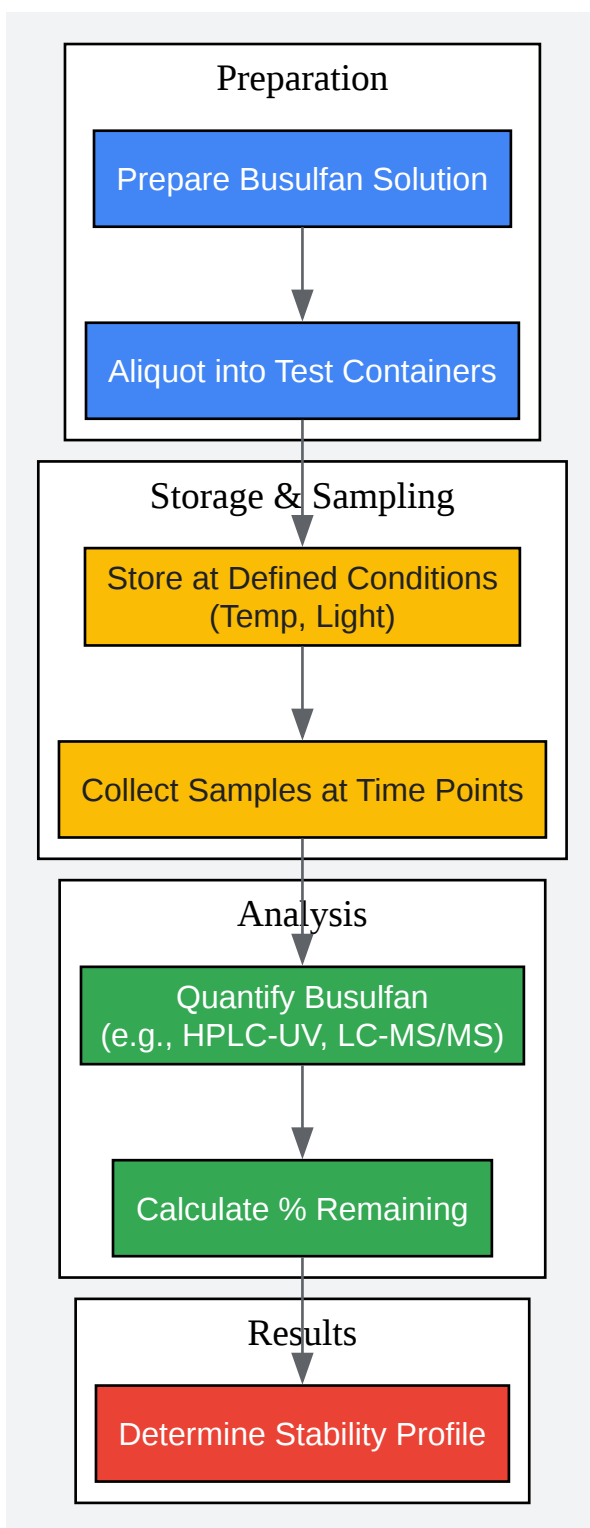 Preparation
Prepare Busulfan Solution
Aliquot into Test Containers
Storage & Sampling
Store at Defined Conditions
(Temp, Light)
Collect Samples at Time Points
Analysis
Quantify Busulfan
(e.g., HPLC-UV, LC-MS/MS)
Calculate % Remaining
Results
Determine Stability Profile